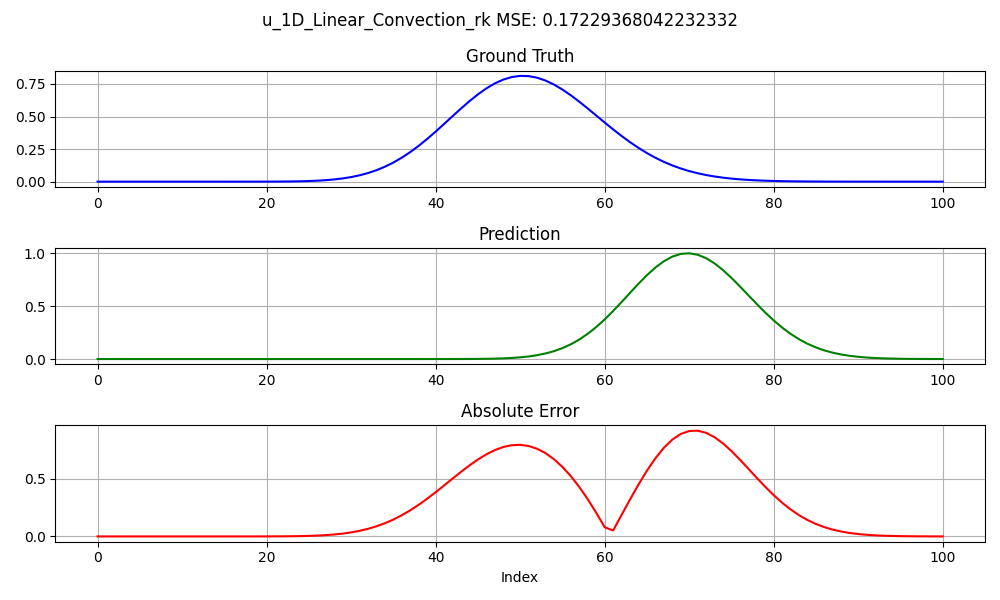 u_1D_Linear_Convection_rk MSE: 0.17229368042232332
Ground Truth
0.75
0.50
0.25
0.00
0 20 40 60 80 100
Prediction
1.0
0.5
0.0
0 20 40 60 80 100
Absolute Error
0.5
0.0
0 20 40 60 80 100
Index